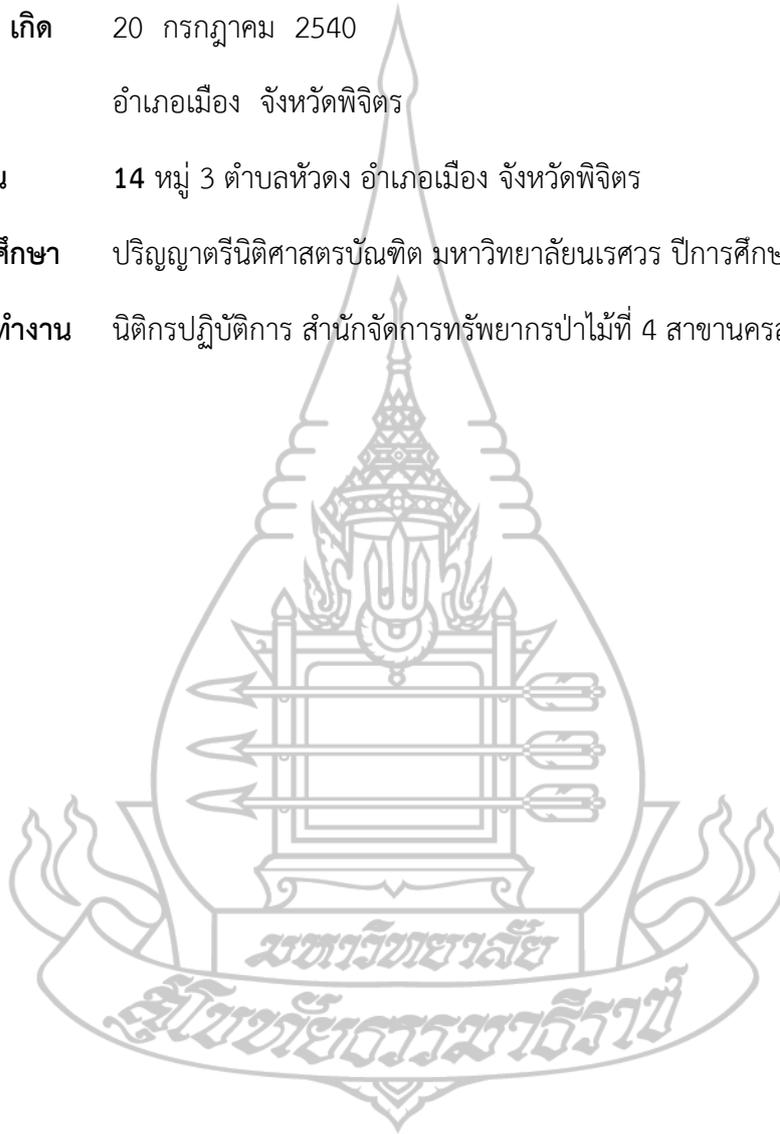 เกิด 20 กรกฎาคม 2540
อำเภอเมือง จังหวัดพิจิตร
14 หมู่ 3 ตำบลหัวดง อำเภอเมือง จังหวัดพิจิตร
ปริญญาตรีนิติศาสตรบัณฑิต มหาวิทยาลัยนเรศวร
ทำงาน นิติกรปฏิบัติการ สำนักจัดการทรัพยากรป่าไม้ที่ 4
มหาวิทยาลัย
สุโขทัยธรรมาธิราช